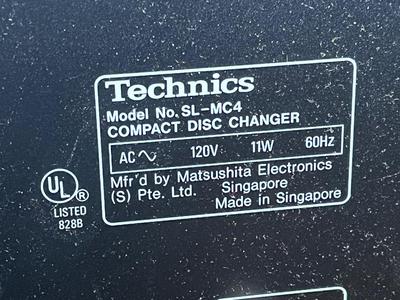 Technics
Model No. SL-MC4
COMPACT DISC CHANGER
AC ~ 120V 11W 60Hz
Mfr'd by Matsushita Electronics
(S) Pte. Ltd. Singapore
Made in Singapore
UL ®
LISTED
828B